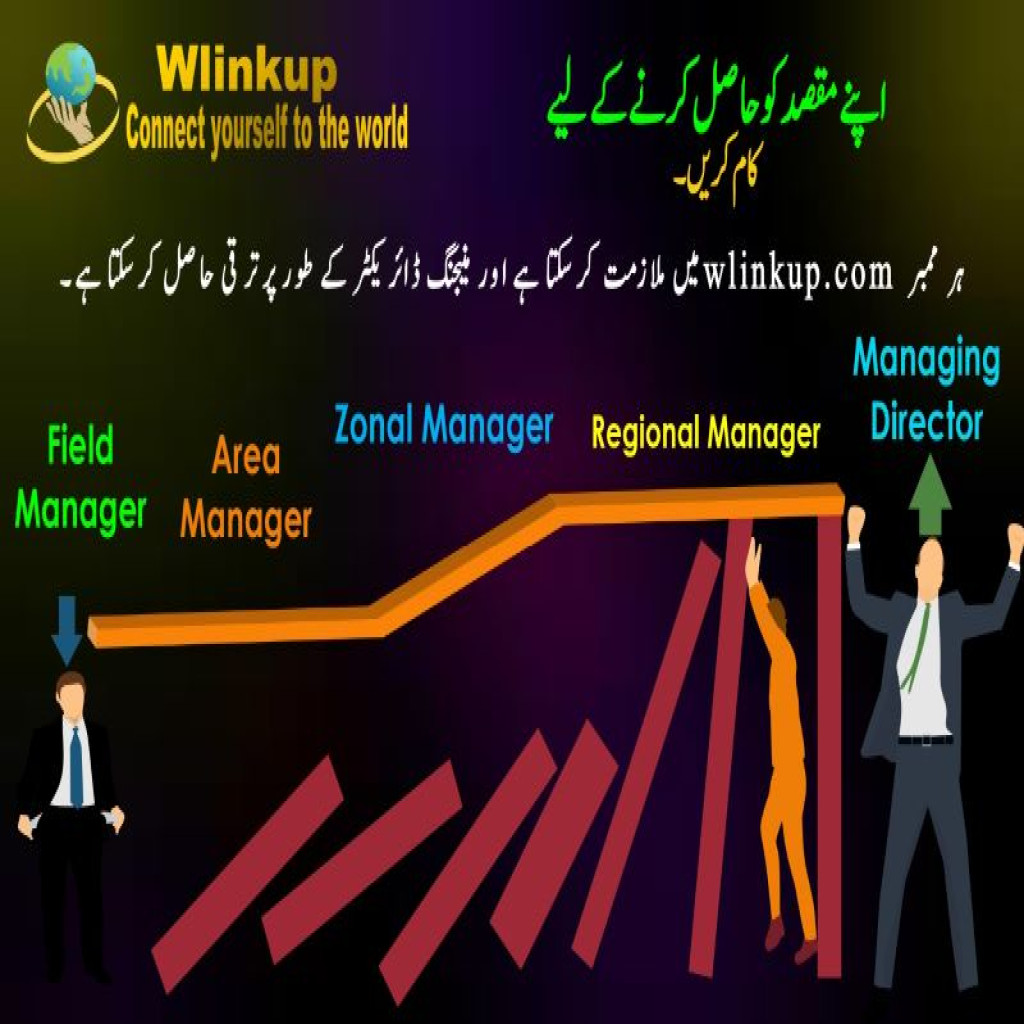 Wlinkup
Connect yourself to the world
اپنے مقصد کو حاصل کرنے کے لیے
کام کریں۔
ہر ممبر wlinkup.com میں ملازمت کر سکتا ہے اور منیجنگ ڈائریکٹر کے طور پر ترقی حاصل کر سکتا ہے۔
Field
Manager
Area
Manager
Zonal Manager
Regional Manager
Managing
Director